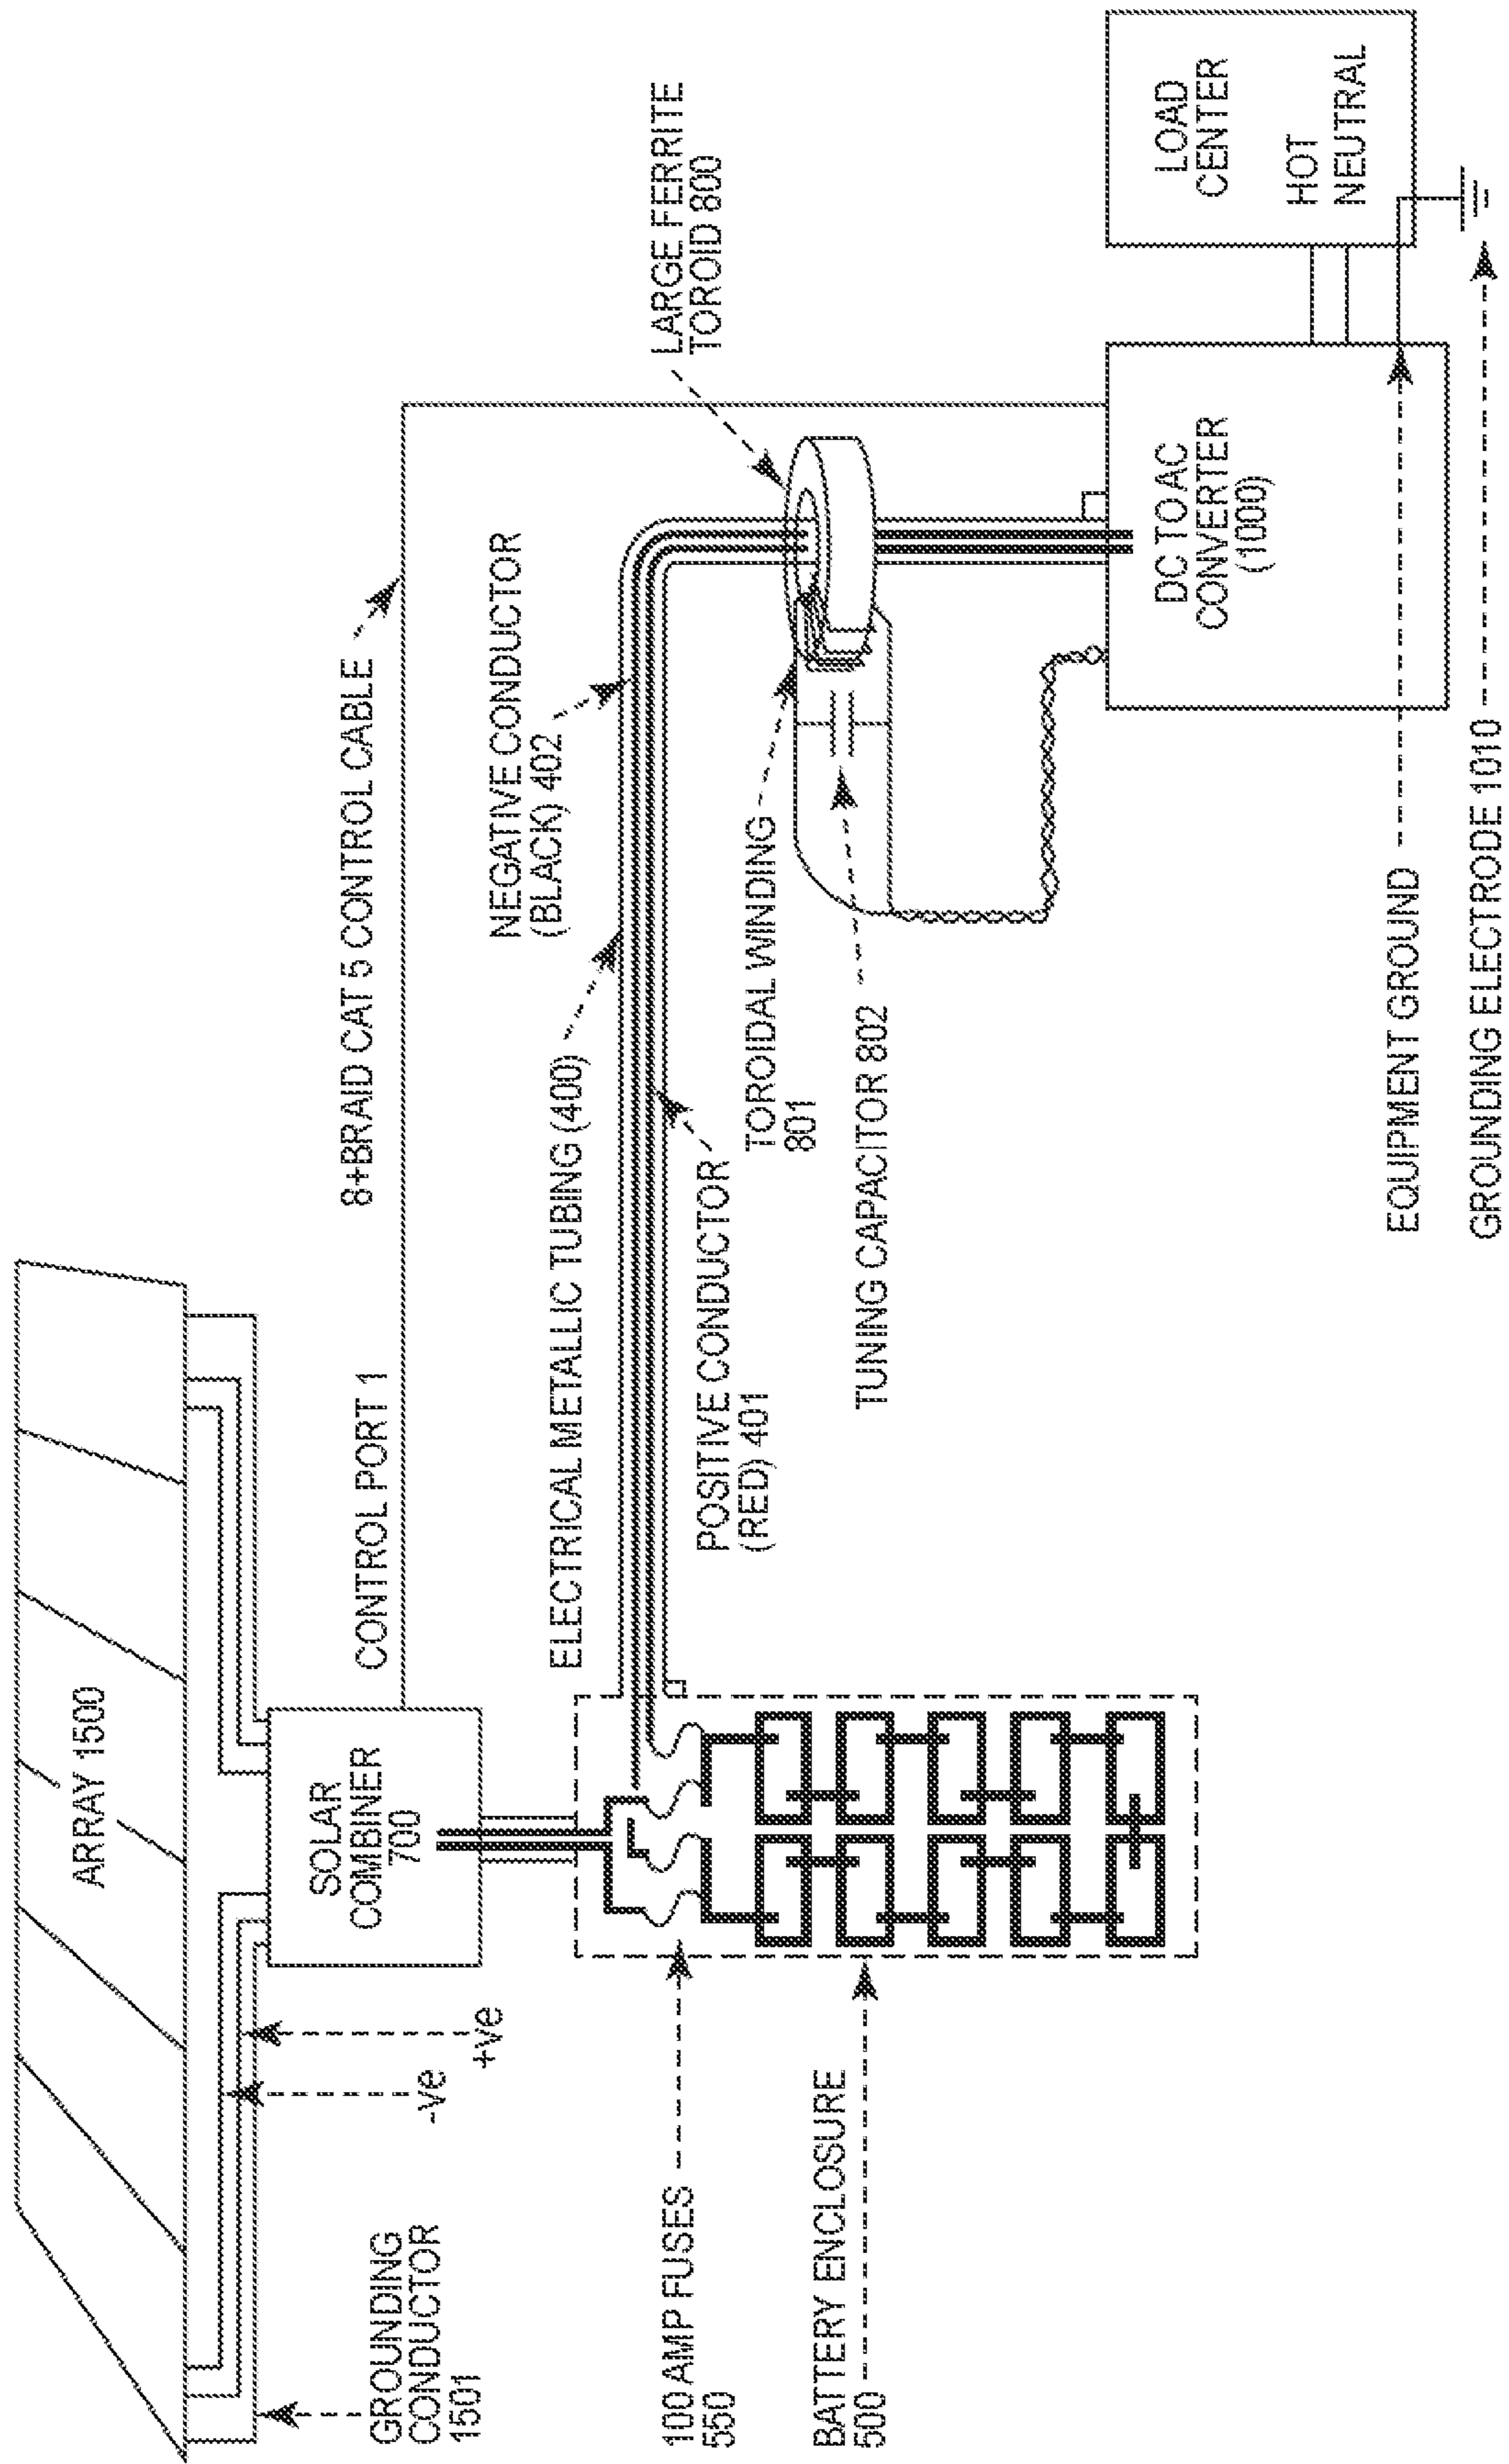 ARRAY 1500
GROUNDING
CONDUCTOR
1501
-ve
+ve
SOLAR
COMBINER
700
CONTROL PORT 1
8+BRAID CAT 5 CONTROL CABLE
100 AMP FUSES
550
BATTERY ENCLOSURE
500
ELECTRICAL METALLIC TUBING (400)
NEGATIVE CONDUCTOR
(BLACK) 402
POSITIVE CONDUCTOR
(RED) 401
LARGE FERRITE
TOROID 800
TOROIDAL WINDING
801
TUNING CAPACITOR 802
DC TO AC
CONVERTER
(1000)
LOAD
CENTER
HOT
NEUTRAL
EQUIPMENT GROUND
GROUNDING ELECTRODE 1010